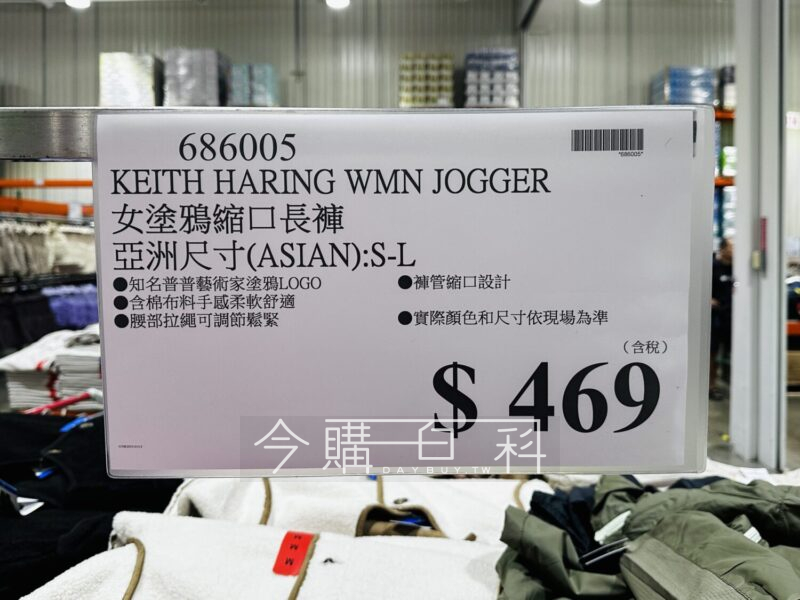 686005
*686005*
KEITH HARING WMN JOGGER
女塗鴉縮口長褲
亞洲尺寸(ASIAN):S-L
●知名普普藝術家塗鴉LOGO
●褲管縮口設計
●含棉布料手感柔軟舒適
●腰部拉繩可調節鬆緊
●實際顏色和尺寸依現場為準
(含稅)
$ 469
今購百科
DAYBUY.TW
M M M